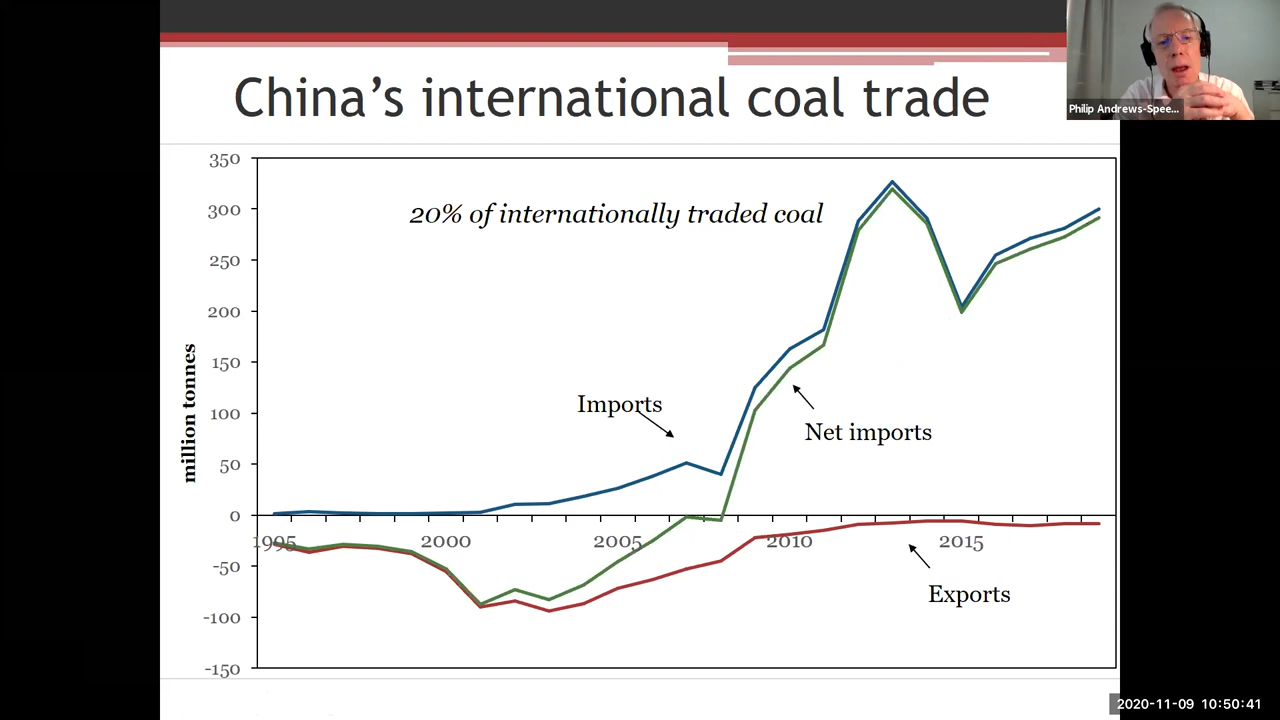 China's international coal trade
Philip Andrews-Spee...
350
20% of internationally traded coal
300
250
200
150
100
50
0
-50
-100
-150
million tonnes
Imports
Net imports
1995
2000
2005
2010
2015
Exports
2020-11-09 10:50:41